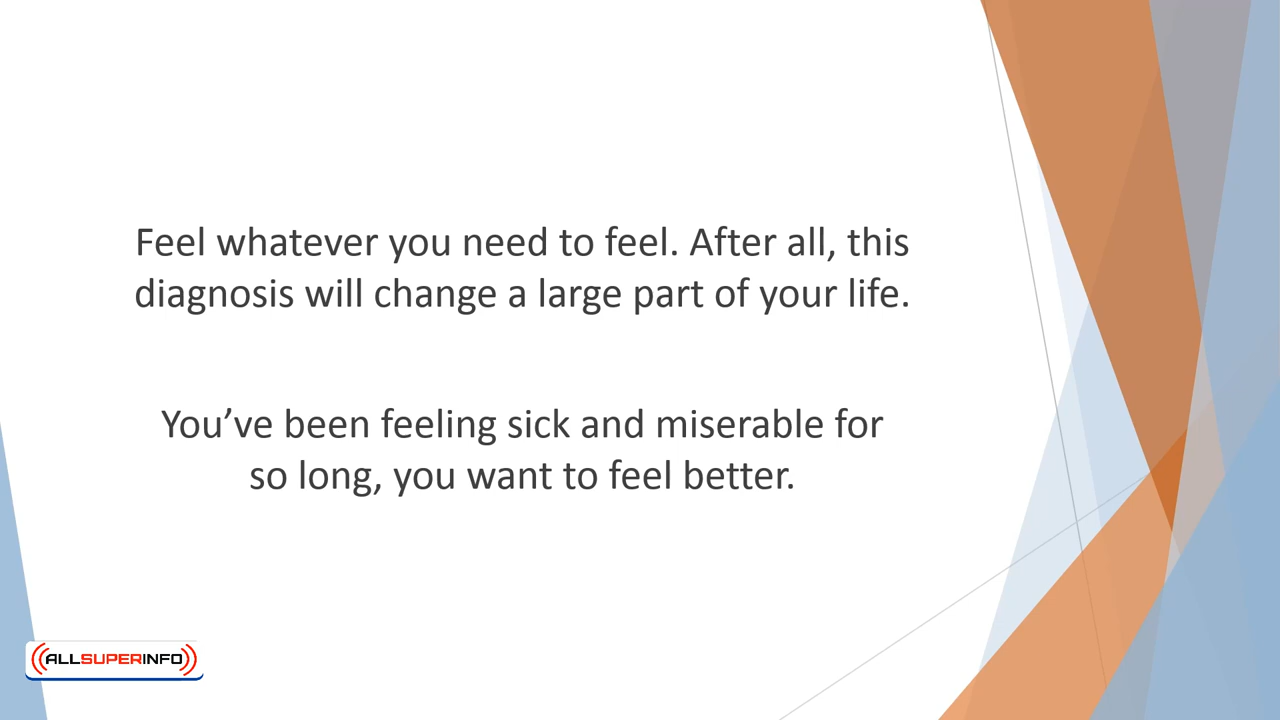 Feel whatever you need to feel. After all, this
diagnosis will change a large part of your life.
You’ve been feeling sick and miserable for
so long, you want to feel better.
ALLSUPERINFO